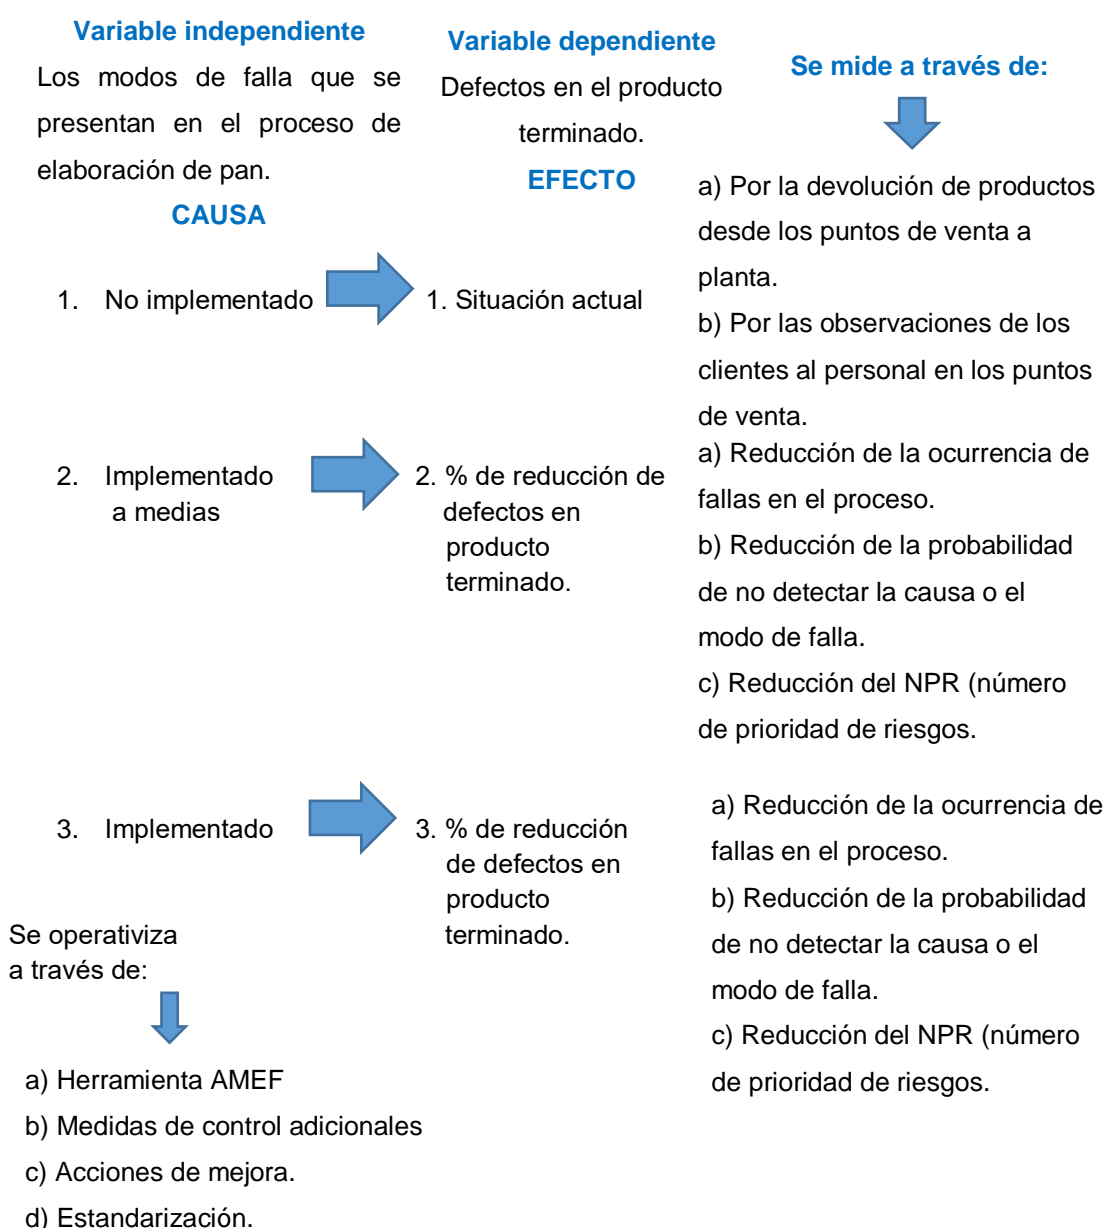 Variable independiente
Los modos de falla que se
presentan en el proceso de
elaboración de pan.
CAUSA
Variable dependiente
Defectos en el producto
terminado.
EFECTO
Se mide a través de:
1. No implementado
1. Situación actual
a) Por la devolución de productos
desde los puntos de venta a
planta.
b) Por las observaciones de los
clientes al personal en los puntos
de venta.
2. Implementado
a medias
2. % de reducción de
defectos en
producto
terminado.
a) Reducción de la ocurrencia de
fallas en el proceso.
b) Reducción de la probabilidad
de no detectar la causa o el
modo de falla.
c) Reducción del NPR (número
de prioridad de riesgos.
3. Implementado
3. % de reducción
de defectos en
producto
terminado.
a) Reducción de la ocurrencia de
fallas en el proceso.
b) Reducción de la probabilidad
de no detectar la causa o el
modo de falla.
c) Reducción del NPR (número
de prioridad de riesgos.
Se operativiza
a través de:
a) Herramienta AMEF
b) Medidas de control adicionales
c) Acciones de mejora.
d) Estandarización.